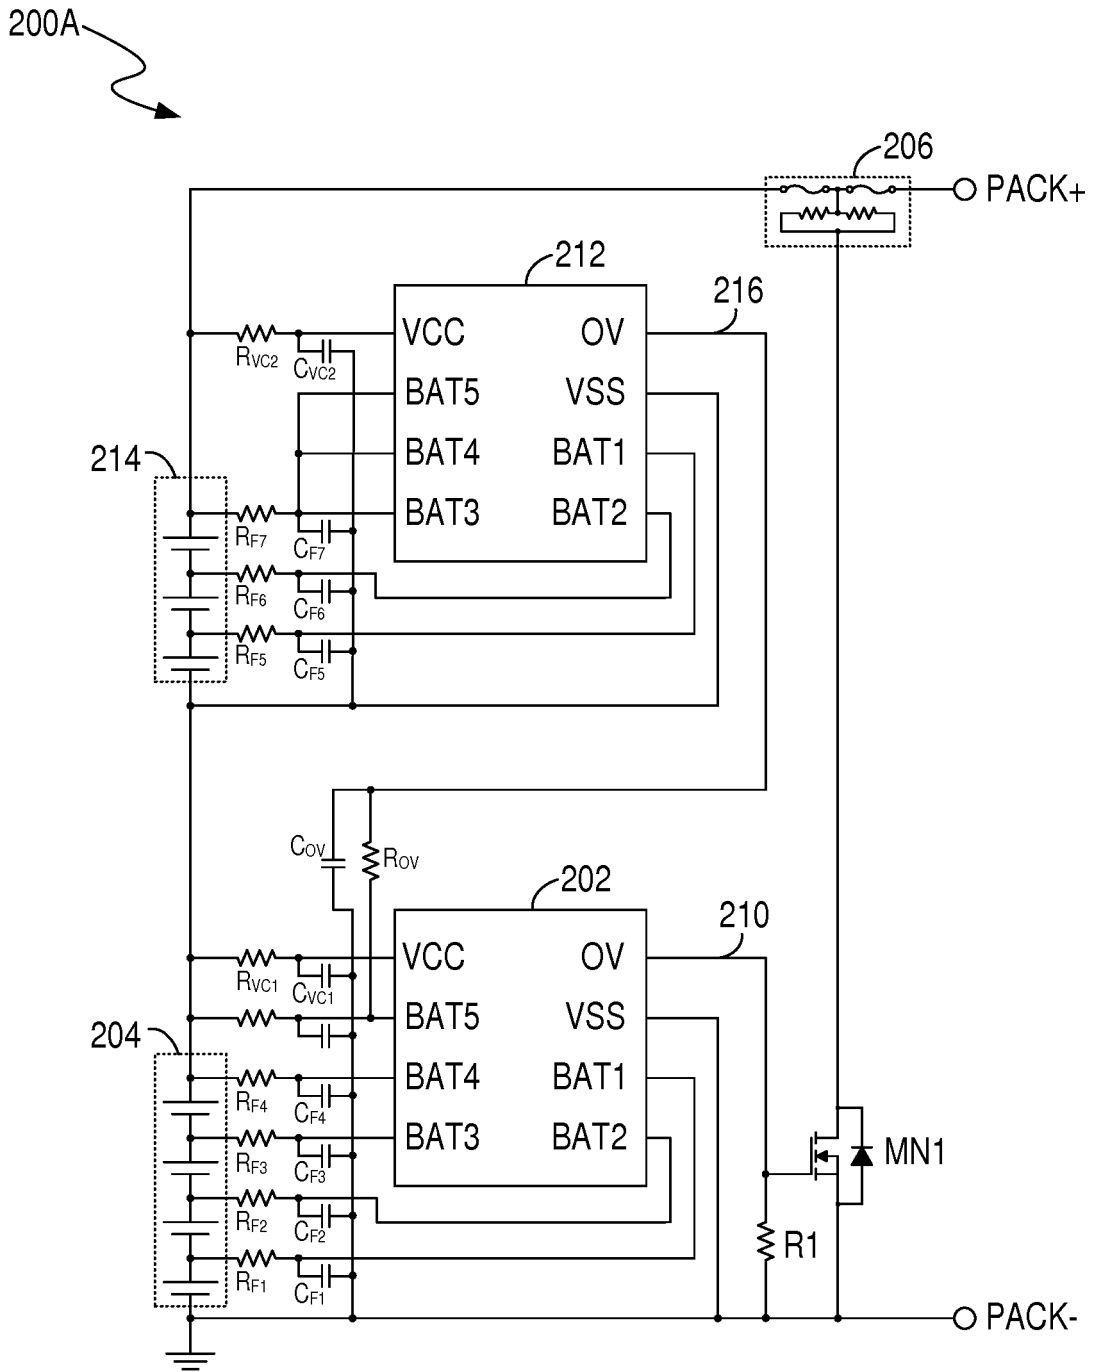 200A
206
PACK+
212
216
VCC OV
RVC2 CVC2
BAT5 VSS
214
BAT4 BAT1
BAT3 BAT2
RF7 CF7
RF6 CF6
RF5 CF5
COV ROV
202
210
VCC OV
RVC1 CVC1
BAT5 VSS
204
BAT4 BAT1
RF4 CF4
BAT3 BAT2
MN1
RF3 CF3
RF2 CF2
R1
RF1 CF1
PACK-